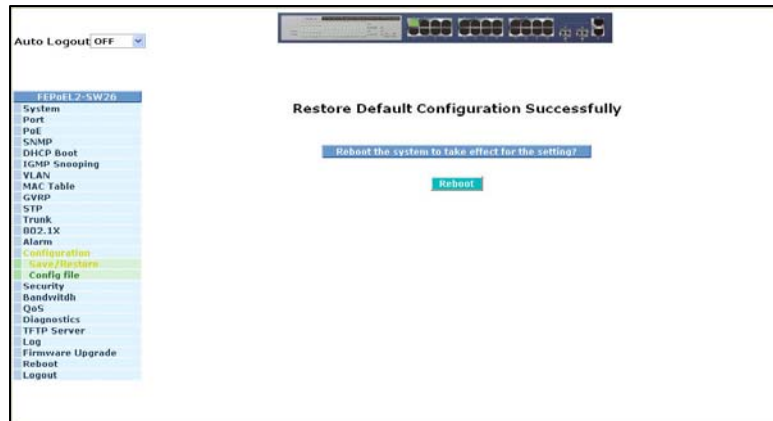 Auto Logout OFF
FEPoEL2-SW26
System
Port
PoE
SNMP
DHCP Boot
IGMP Snooping
VLAN
MAC Table
GVRP
STP
Trunk
802.1X
Alarm
Configuration
Save/Restore
Config file
Security
Bandwitdh
QoS
Diagnostics
TFTP Server
Log
Firmware Upgrade
Reboot
Logout
Restore Default Configuration Successfully
Reboot the system to take effect for the setting?
Reboot